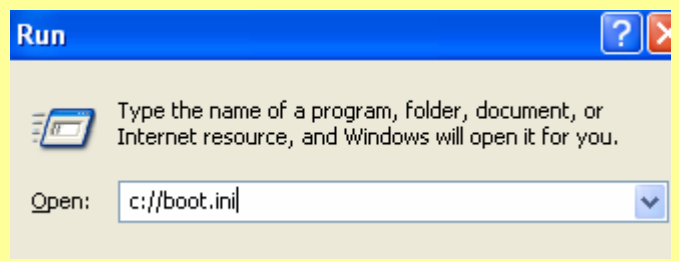 Run
Type the name of a program, folder, document, or
Internet resource, and Windows will open it for you.
Open: c://boot.ini